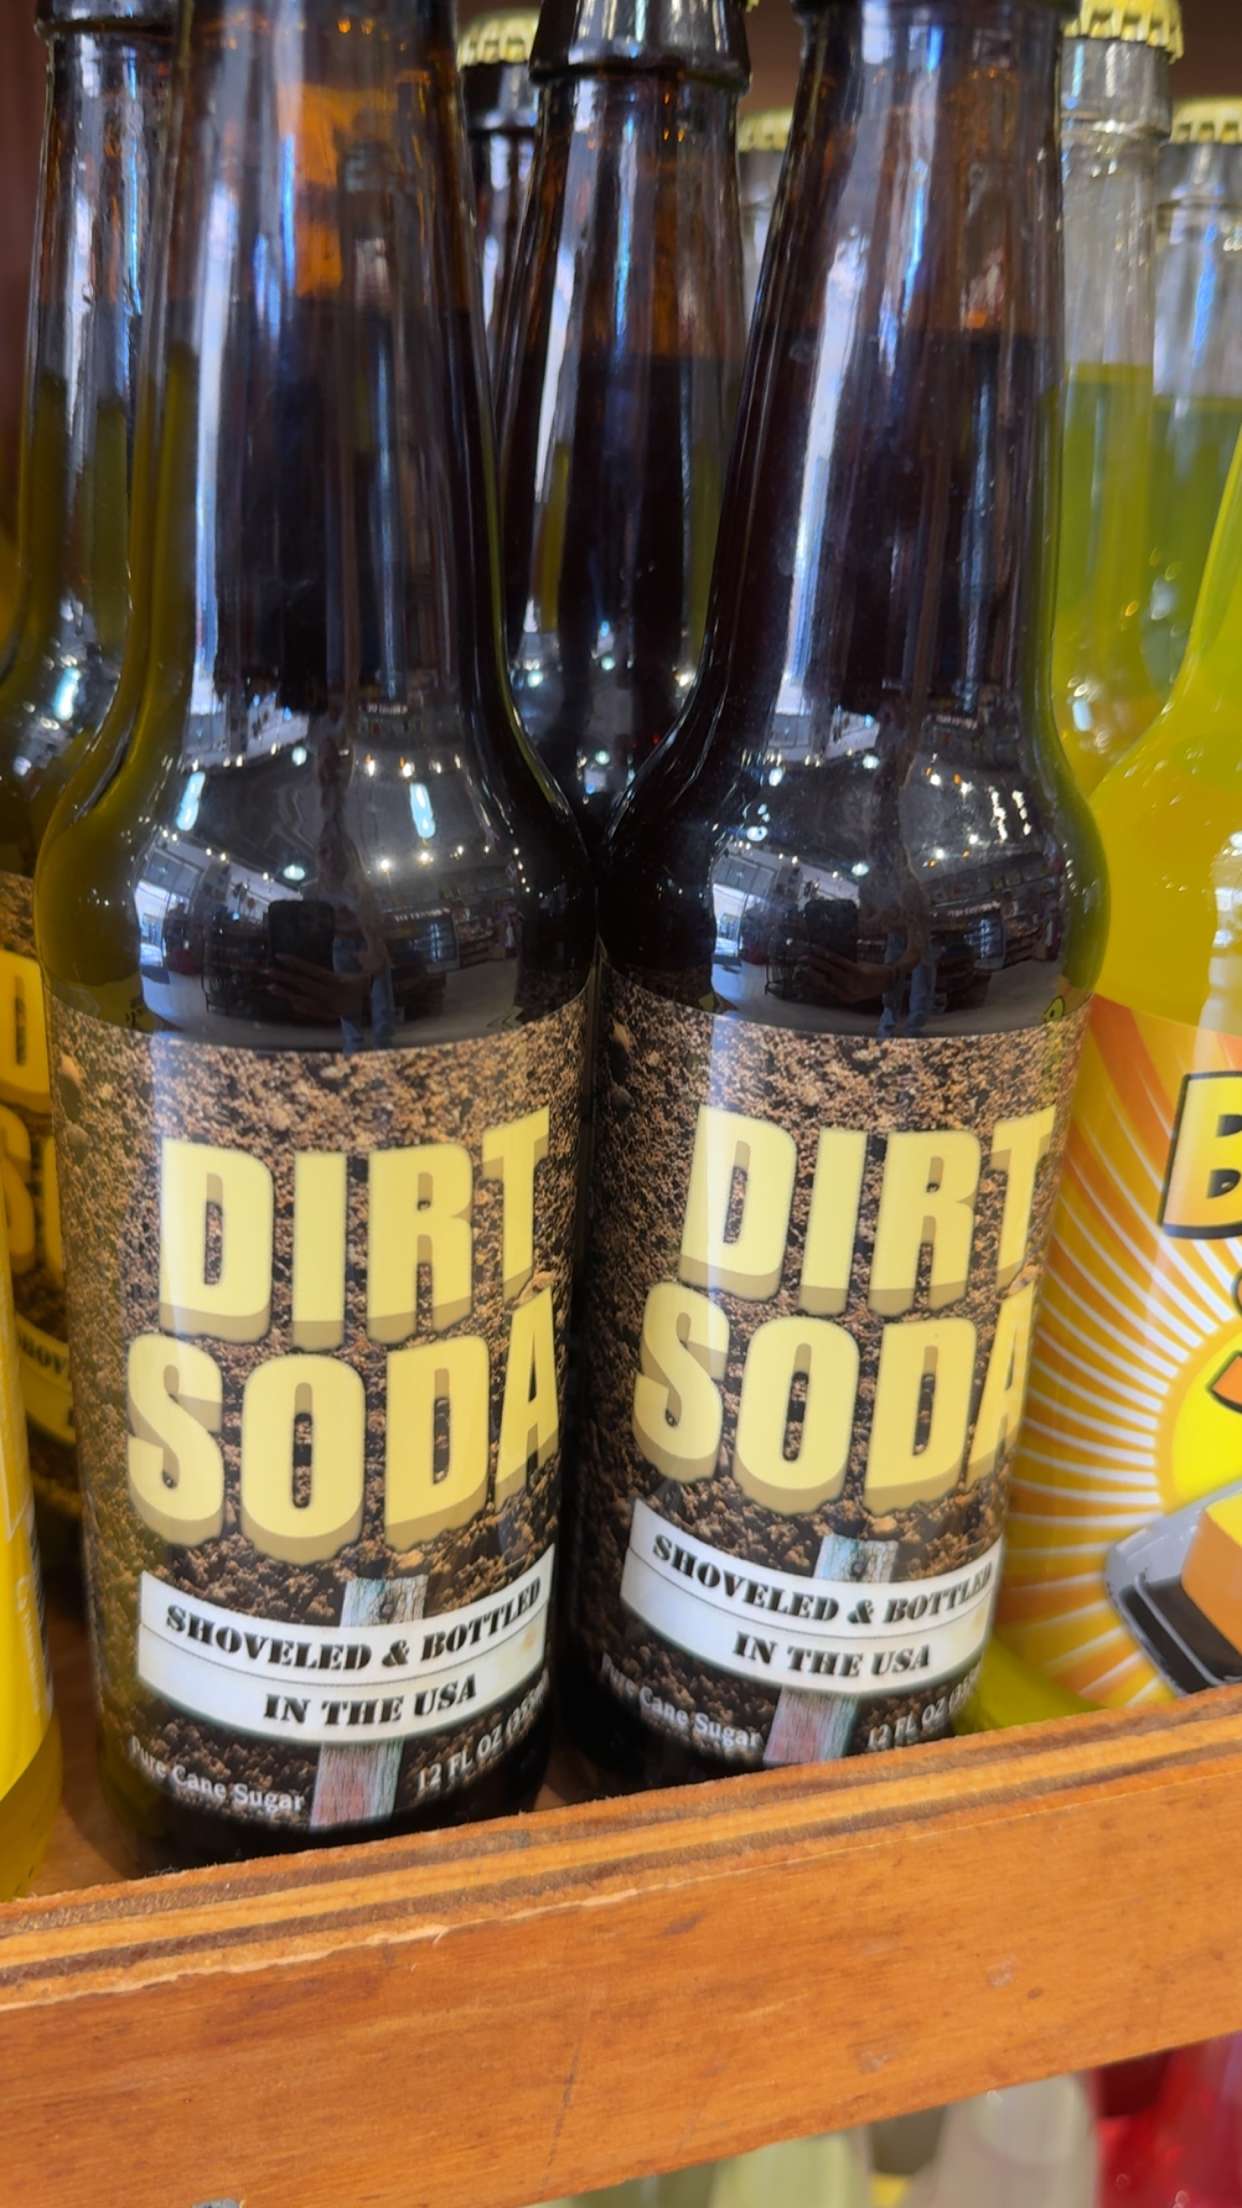 DIRT
SODA
SHOVELED & BOTTLED
IN THE USA
Pure Cane Sugar
12 FL OZ
DIRT
SODA
SHOVELED & BOTTLED
IN THE USA
Pure Cane Sugar
12 FL OZ
B